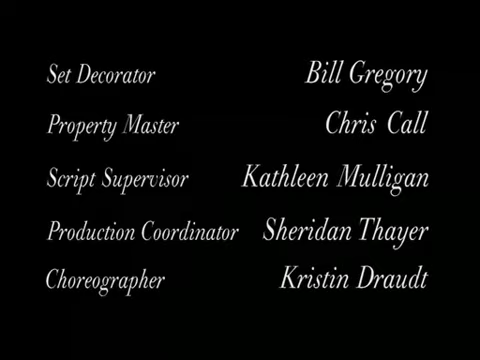 Set Decorator Bill Gregory
Property Master Chris Call
Script Supervisor Kathleen Mulligan
Production Coordinator Sheridan Thayer
Choreographer Kristin Draudt